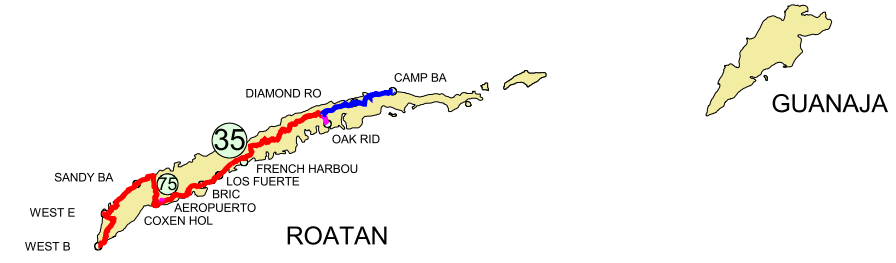 CAMP BA
DIAMOND RO
GUANAJA
OAK RID
35
FRENCH HARBOU
SANDY BA
75
LOS FUERTE
BRIC
AEROPUERTO
WEST E
COXEN HOL
ROATAN
WEST B